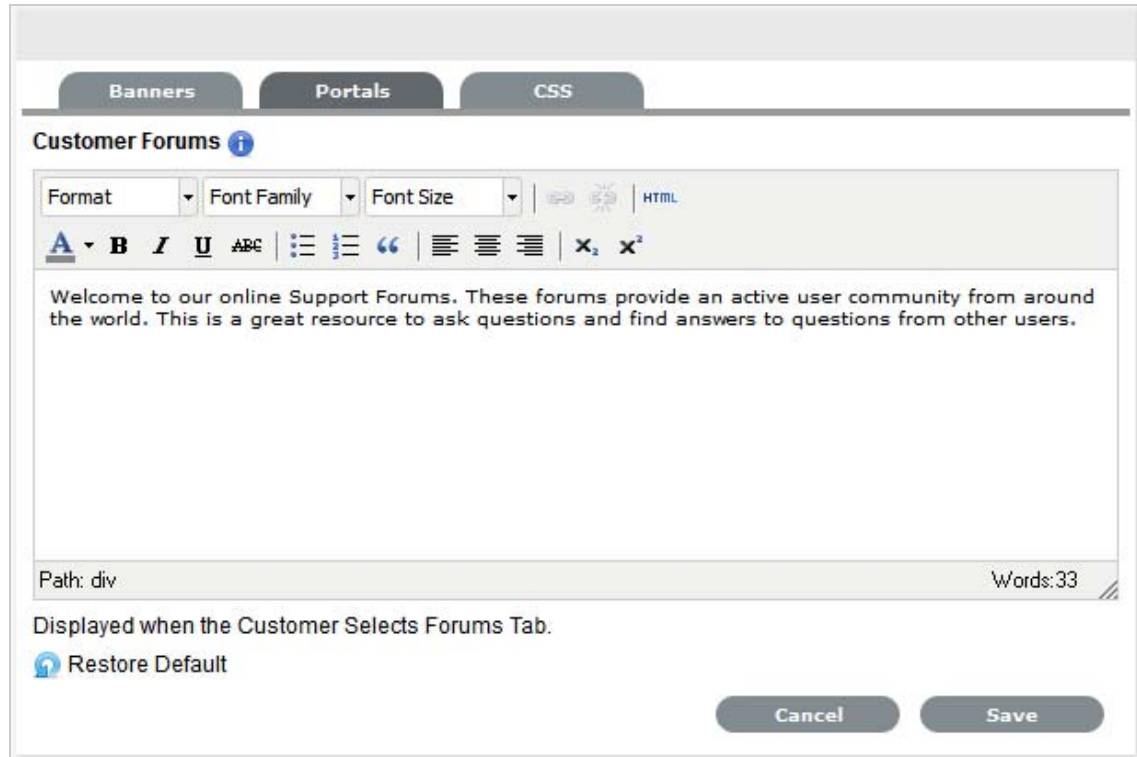 Banners Portals CSS
Customer Forums
Format Font Family Font Size HTML
A B I U ABC X₂ X²
Welcome to our online Support Forums. These forums provide an active user community from around
the world. This is a great resource to ask questions and find answers to questions from other users.
Path: div Words:33
Displayed when the Customer Selects Forums Tab.
Restore Default
Cancel Save